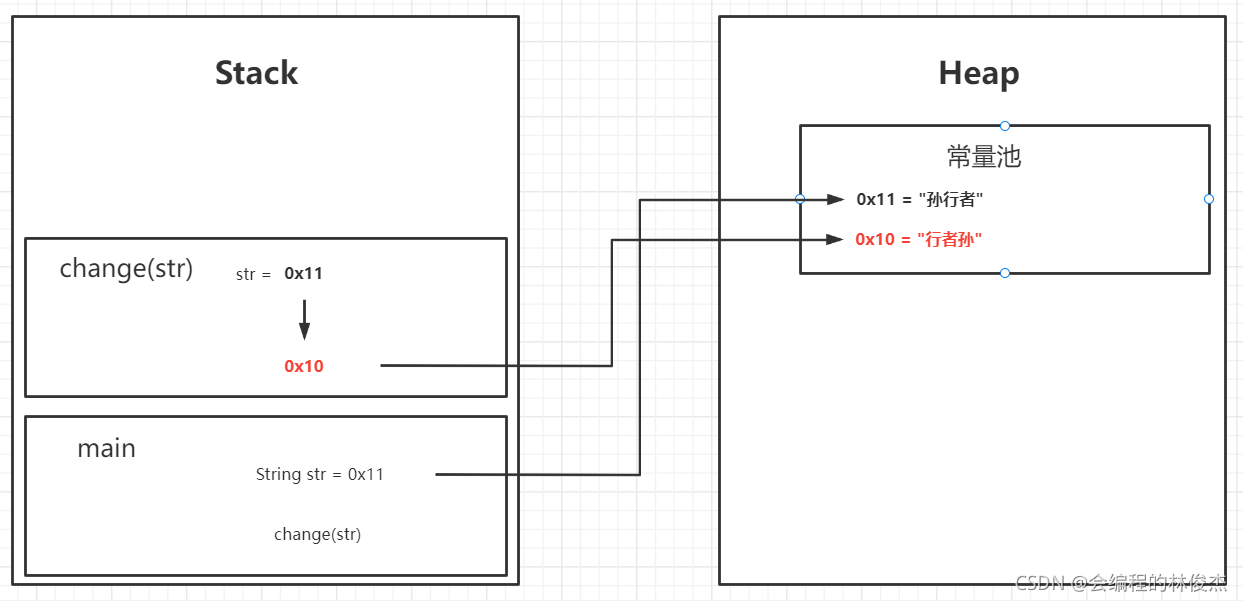 Stack
change(str)
str = 0x11
0x10
main
String str = 0x11
change(str)
Heap
常量池
0x11 = "孙行者"
0x10 = "行者孙"
CSDN @会编程的林俊杰